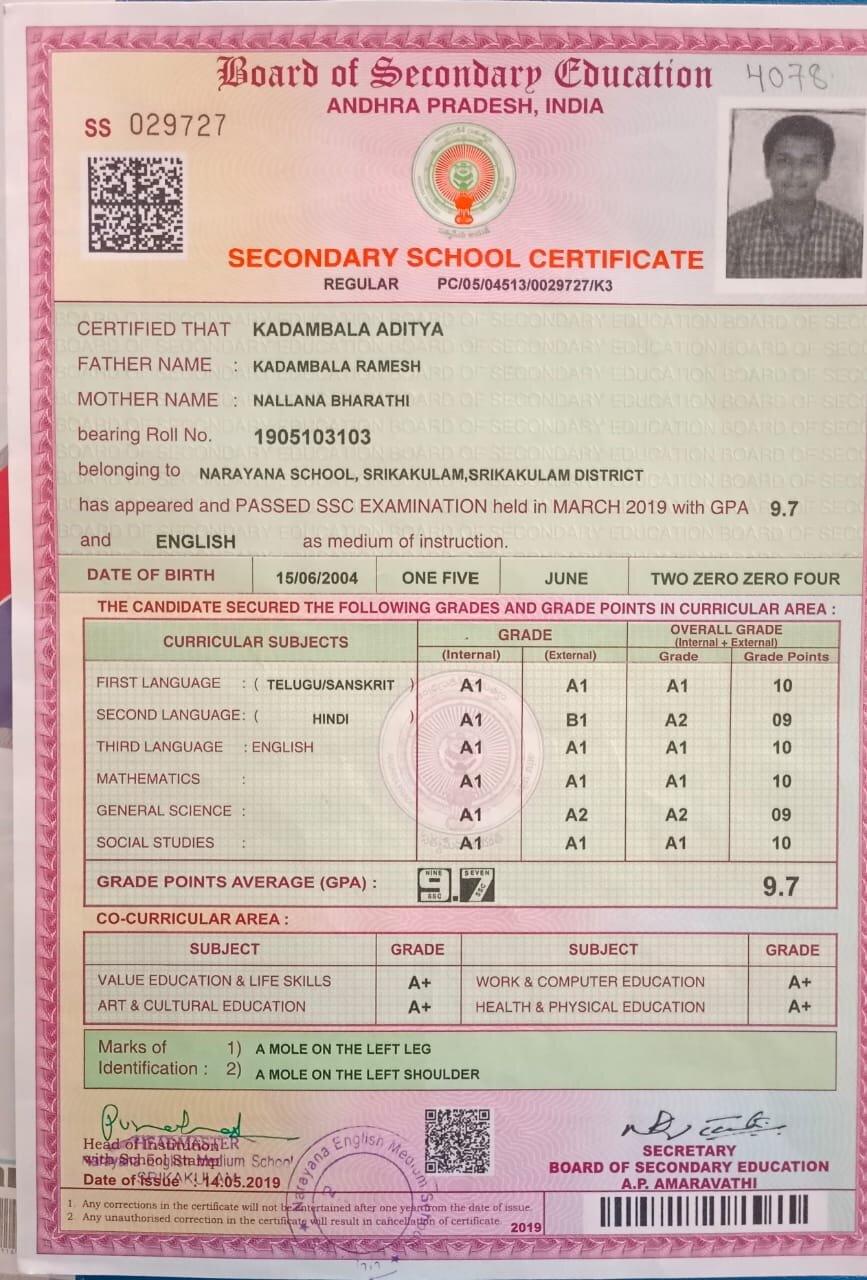 Board of Secondary Education
4078
ANDHRA PRADESH, INDIA
SS 029727
SECONDARY SCHOOL CERTIFICATE
REGULAR PC/05/04513/0029727/K3
CERTIFIED THAT KADAMBALA ADITYA
FATHER NAME : KADAMBALA RAMESH
MOTHER NAME : NALLANA BHARATHI
bearing Roll No. 1905103103
belonging to NARAYANA SCHOOL, SRIKAKULAM,SRIKAKULAM DISTRICT
has appeared and PASSED SSC EXAMINATION held in MARCH 2019 with GPA 9.7
and ENGLISH as medium of instruction.
DATE OF BIRTH 15/06/2004 ONE FIVE JUNE TWO ZERO ZERO FOUR
THE CANDIDATE SECURED THE FOLLOWING GRADES AND GRADE POINTS IN CURRICULAR AREA :
CURRICULAR SUBJECTS GRADE OVERALL GRADE
(Internal + External)
(Internal) (External) Grade Grade Points
FIRST LANGUAGE : ( TELUGU/SANSKRIT ) A1 A1 A1 10
SECOND LANGUAGE: ( HINDI ) A1 B1 A2 09
THIRD LANGUAGE : ENGLISH A1 A1 A1 10
MATHEMATICS : A1 A1 A1 10
GENERAL SCIENCE : A1 A2 A2 09
SOCIAL STUDIES : A1 A1 A1 10
GRADE POINTS AVERAGE (GPA) : NINE 9 SSC . SEVEN 7 SSC 9.7
CO-CURRICULAR AREA :
SUBJECT GRADE SUBJECT GRADE
VALUE EDUCATION & LIFE SKILLS A+ WORK & COMPUTER EDUCATION A+
ART & CULTURAL EDUCATION A+ HEALTH & PHYSICAL EDUCATION A+
Marks of Identification : 1) A MOLE ON THE LEFT LEG
2) A MOLE ON THE LEFT SHOULDER
Head of Institution
with School Stamp
HEADMASTER
Narayana English Medium School
SRIKAKULAM
Date of Issue : 14.05.2019
Narayana English Medium School
SECRETARY
BOARD OF SECONDARY EDUCATION
A.P. AMARAVATHI
1. Any corrections in the certificate will not be entertained after one year from the date of issue.
2. Any unauthorised correction in the certificate will result in cancellation of certificate.
2019